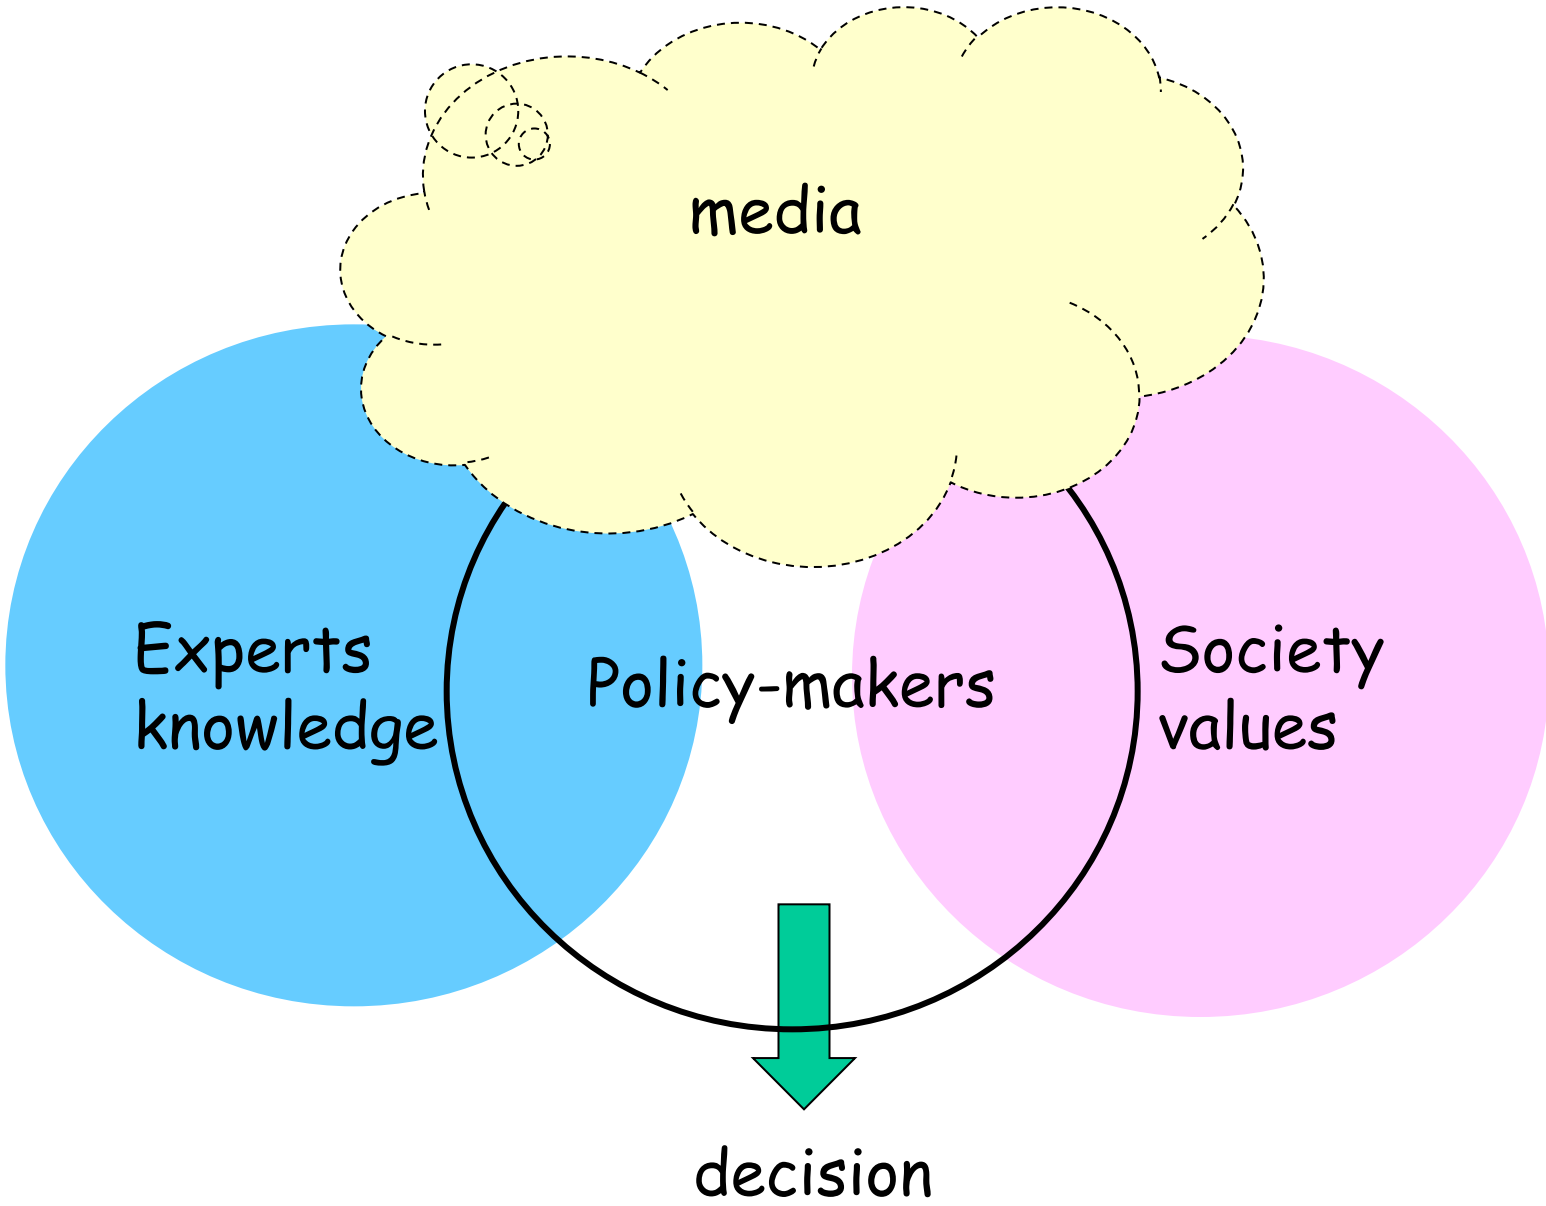 media
Experts
knowledge
Policy-makers
Society
values
decision